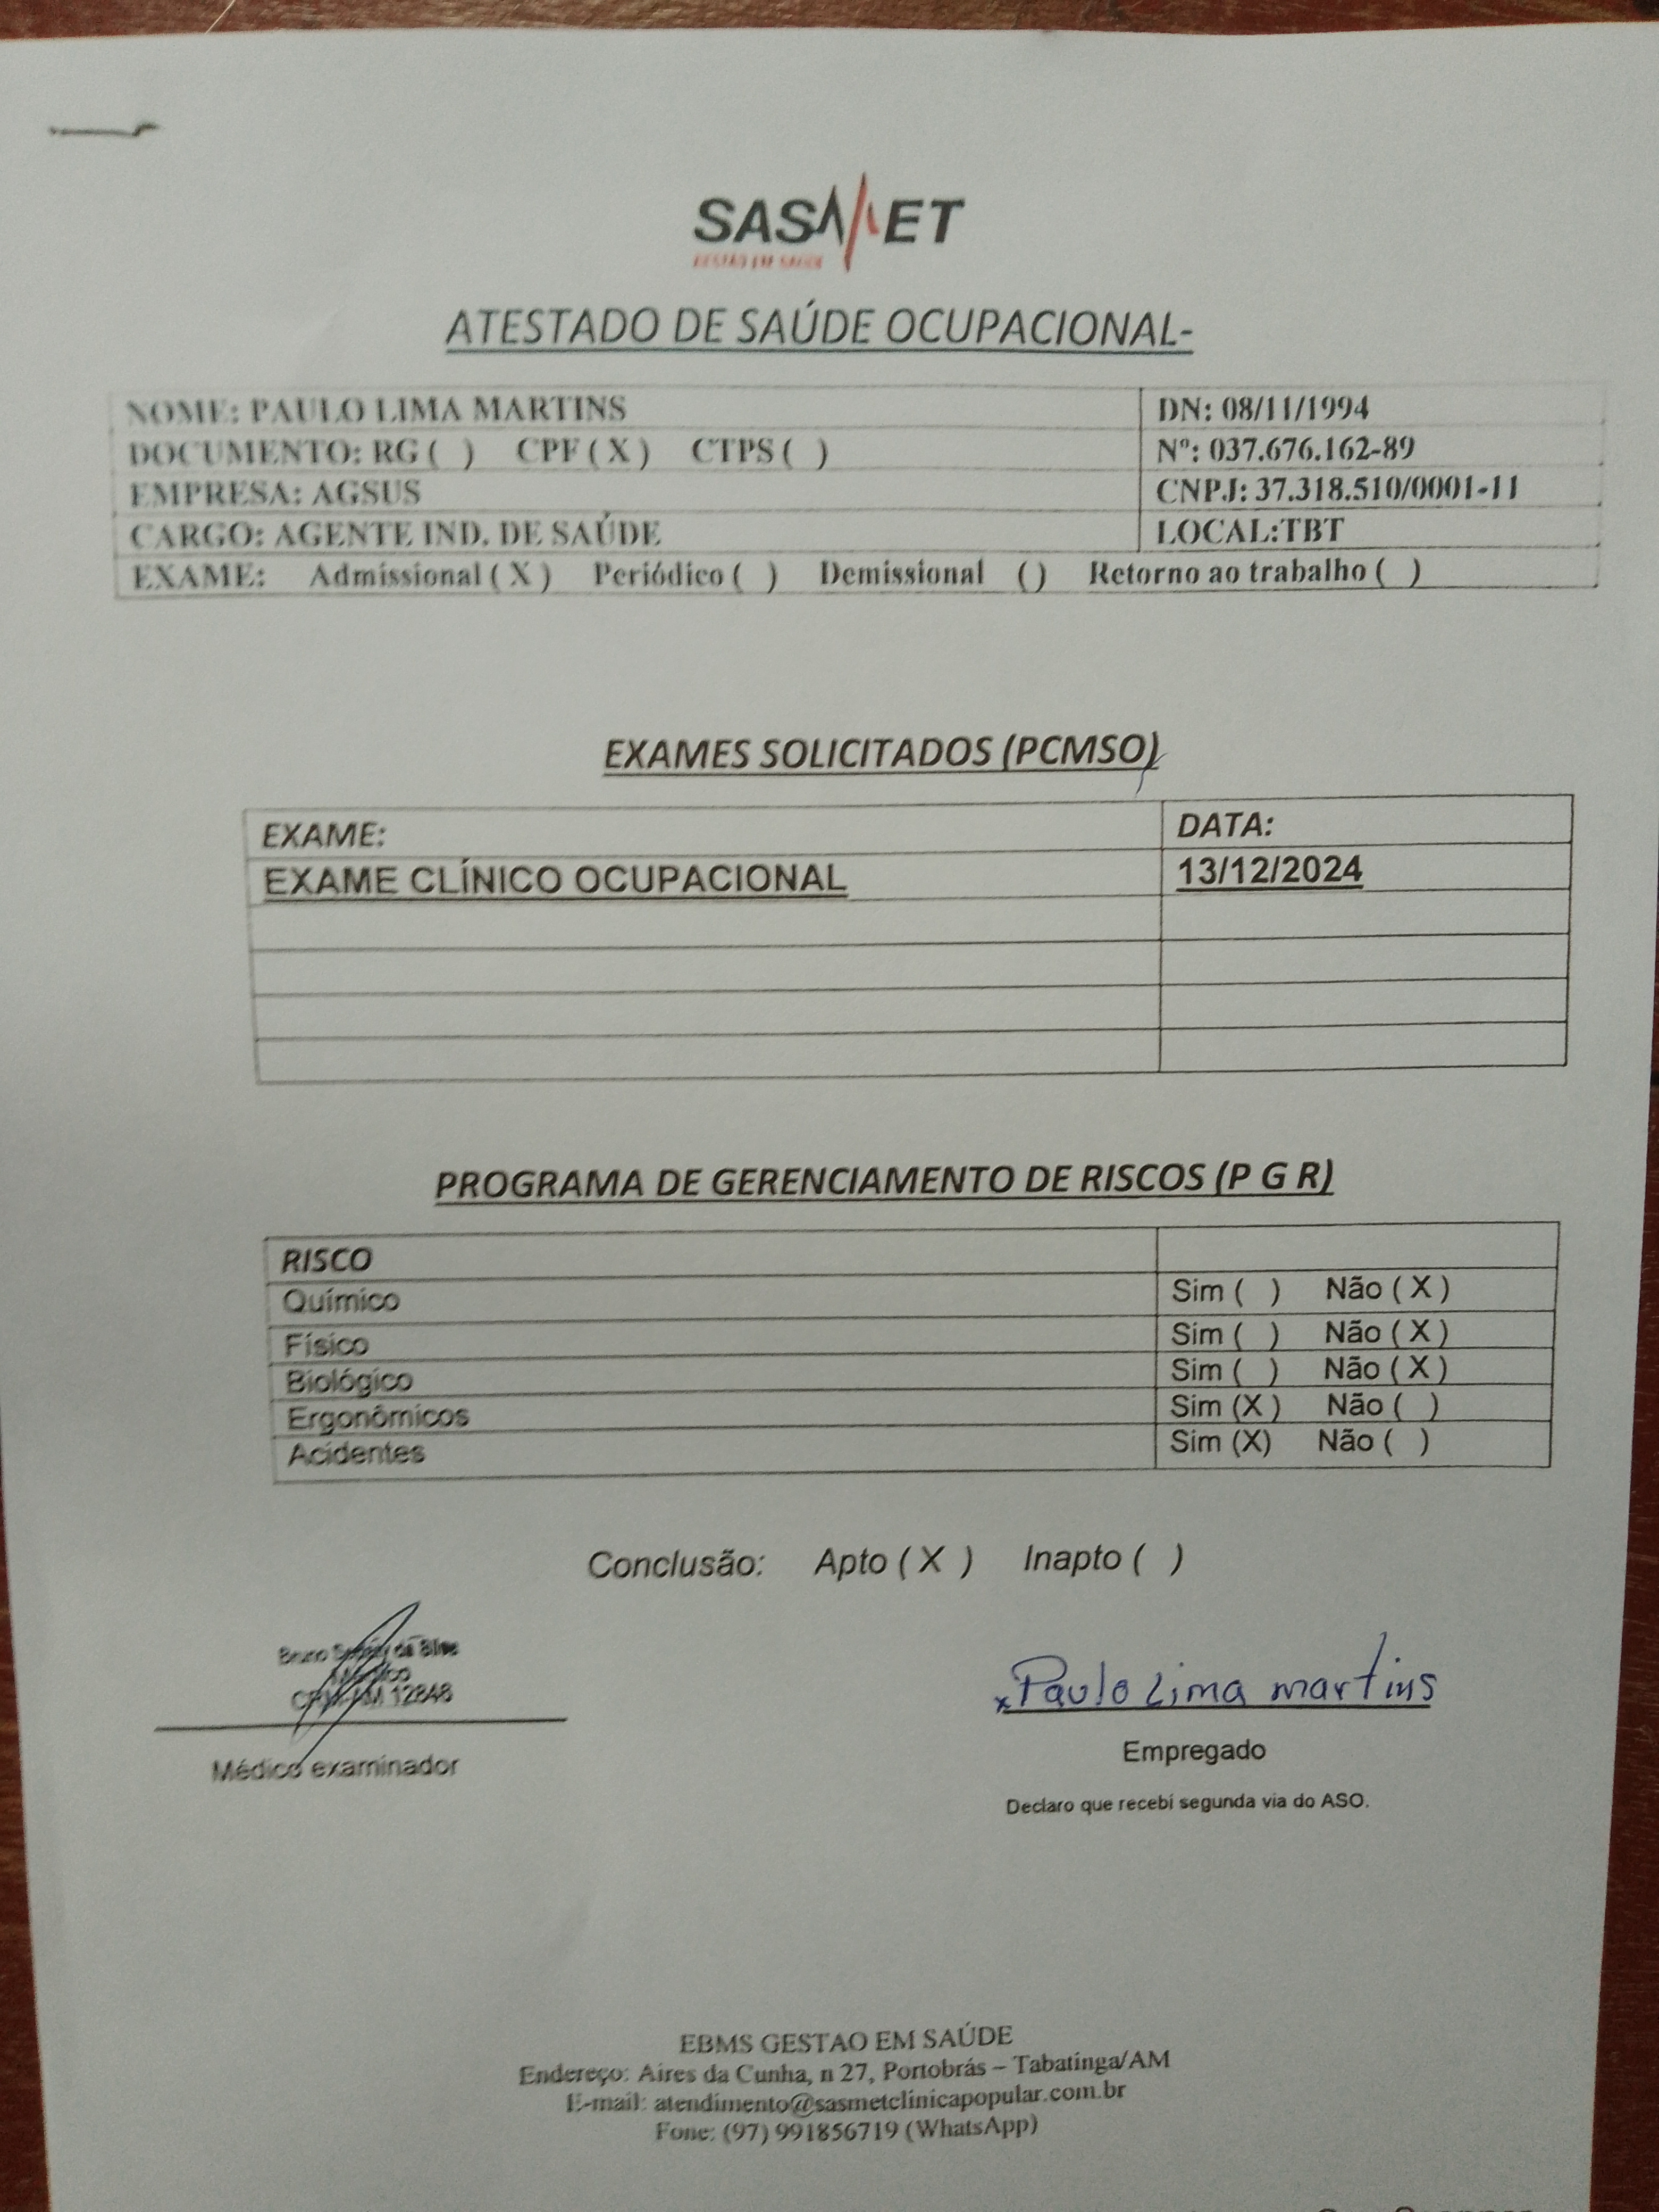 SASMET
GESTÃO EM SAÚDE
ATESTADO DE SAÚDE OCUPACIONAL-
NOME: PAULO LIMA MARTINS DN: 08/11/1994
DOCUMENTO: RG ( ) CPF ( X ) CTPS ( ) Nº: 037.676.162-89
EMPRESA: AGSUS CNPJ: 37.318.510/0001-11
CARGO: AGENTE IND. DE SAÚDE LOCAL:TBT
EXAME: Admissional ( X ) Periódico ( ) Demissional () Retorno ao trabalho ( )
EXAMES SOLICITADOS (PCMSO)
EXAME: DATA:
EXAME CLÍNICO OCUPACIONAL 13/12/2024
PROGRAMA DE GERENCIAMENTO DE RISCOS (P G R)
RISCO
Químico Sim ( ) Não ( X )
Físico Sim ( ) Não ( X )
Biológico Sim ( ) Não ( X )
Ergonômicos Sim (X ) Não ( )
Acidentes Sim (X) Não ( )
Conclusão: Apto ( X ) Inapto ( )
Bruno da Silva
Médico
CRM-AM 12848
Médico examinador
x Paulo Lima martins
Empregado
Declaro que recebi segunda via do ASO.
EBMS GESTAO EM SAÚDE
Endereço: Aires da Cunha, n 27, Portobrás – Tabatinga/AM
E-mail: atendimento@sasmetclinicapopular.com.br
Fone: (97) 991856719 (WhatsApp)